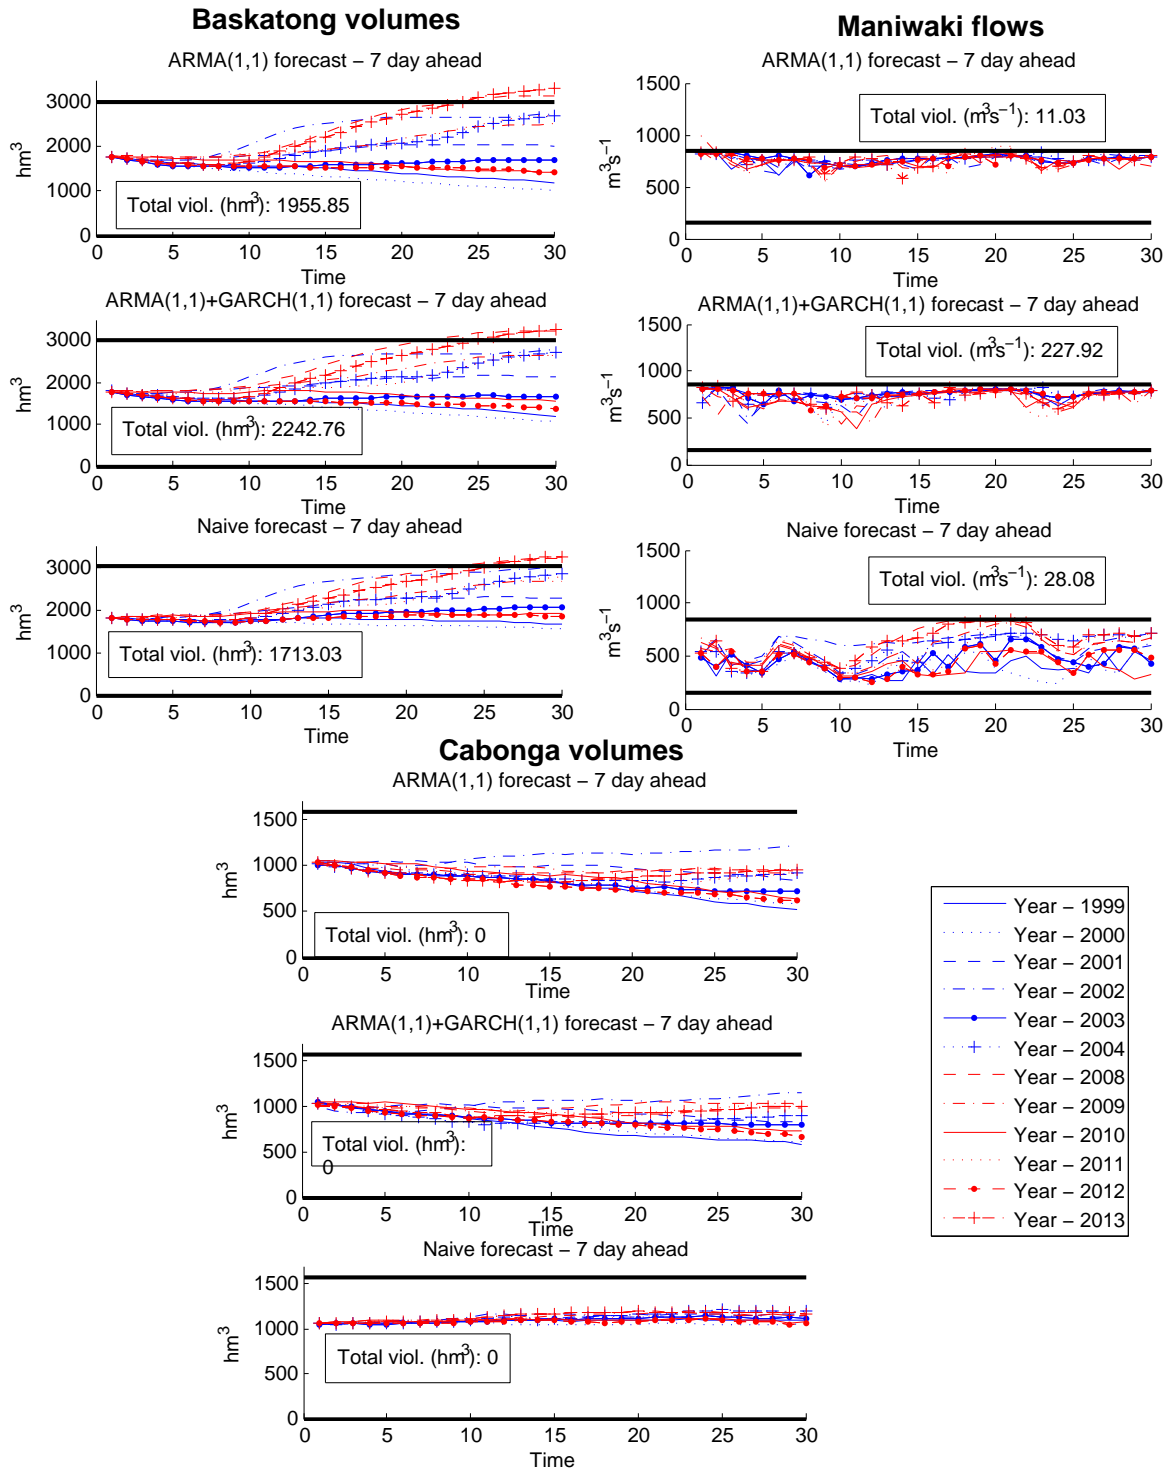 Baskatong volumes
ARMA(1,1) forecast – 7 day ahead
3000
2000
1000
0
hm³
Total viol. (hm³): 1955.85
0 5 10 15 20 25 30
Time
ARMA(1,1)+GARCH(1,1) forecast – 7 day ahead
3000
2000
1000
0
hm³
Total viol. (hm³): 2242.76
0 5 10 15 20 25 30
Time
Naive forecast – 7 day ahead
3000
2000
1000
0
hm³
Total viol. (hm³): 1713.03
0 5 10 15 20 25 30
Time
Maniwaki flows
ARMA(1,1) forecast – 7 day ahead
1500
1000
500
0
m³s⁻¹
Total viol. (m³s⁻¹): 11.03
0 5 10 15 20 25 30
Time
ARMA(1,1)+GARCH(1,1) forecast – 7 day ahead
1500
1000
500
0
m³s⁻¹
Total viol. (m³s⁻¹): 227.92
0 5 10 15 20 25 30
Time
Naive forecast – 7 day ahead
1500
1000
500
0
m³s⁻¹
Total viol. (m³s⁻¹): 28.08
0 5 10 15 20 25 30
Time
Cabonga volumes
ARMA(1,1) forecast – 7 day ahead
1500
1000
500
0
hm³
Total viol. (hm³): 0
0 5 10 15 20 25 30
Time
ARMA(1,1)+GARCH(1,1) forecast – 7 day ahead
1500
1000
500
0
hm³
Total viol. (hm³):
0
0 5 10 15 20 25 30
Time
Naive forecast – 7 day ahead
1500
1000
500
0
hm³
Total viol. (hm³): 0
0 5 10 15 20 25 30
Time
Year – 1999
Year – 2000
Year – 2001
Year – 2002
Year – 2003
Year – 2004
Year – 2008
Year – 2009
Year – 2010
Year – 2011
Year – 2012
Year – 2013